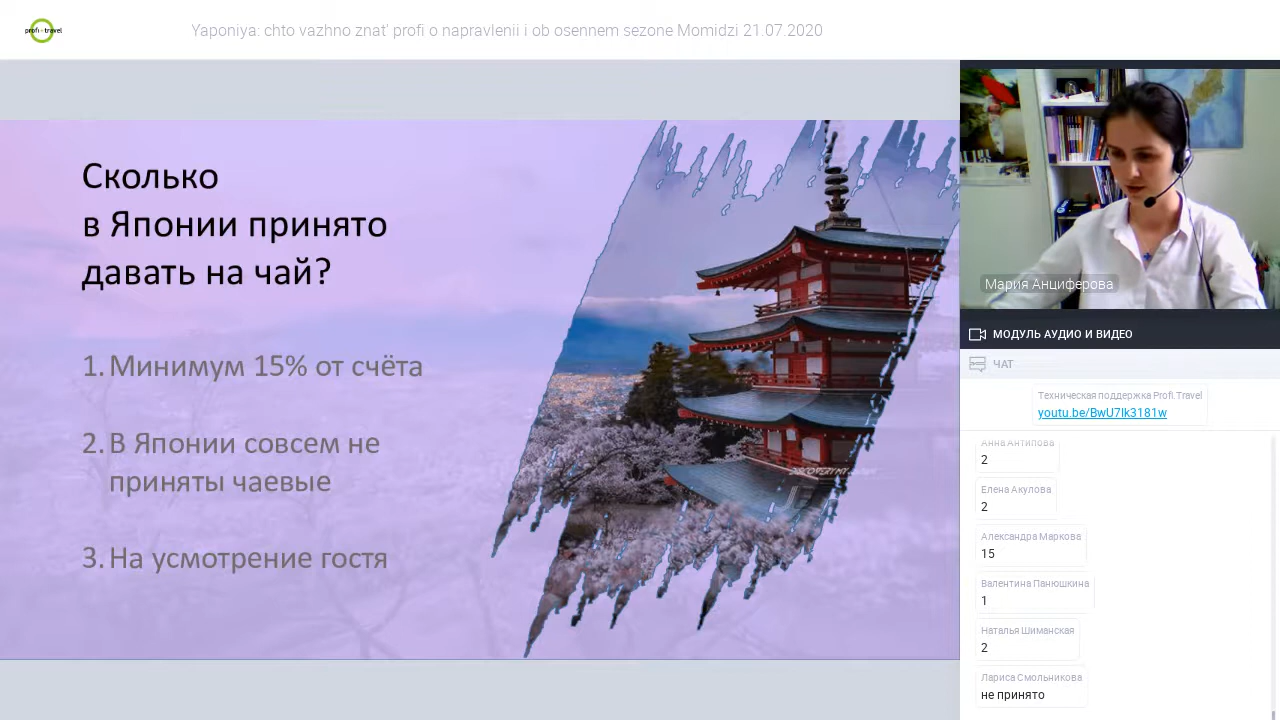 profi - travel
Yaponiya: chto vazhno znat' profi o napravlenii i ob osennem sezone Momidzi 21.07.2020
Сколько
в Японии принято
давать на чай?
1. Минимум 15% от счёта
2. В Японии совсем не
приняты чаевые
3. На усмотрение гостя
Мария Анциферова
МОДУЛЬ АУДИО И ВИДЕО
ЧАТ
Техническая поддержка Profi.Travel
youtu.be/BwU7lk3181w
Анна Антипова
2
Елена Акулова
2
Александра Маркова
15
Валентина Панюшкина
1
Наталья Шиманская
2
Лариса Смольникова
не принято